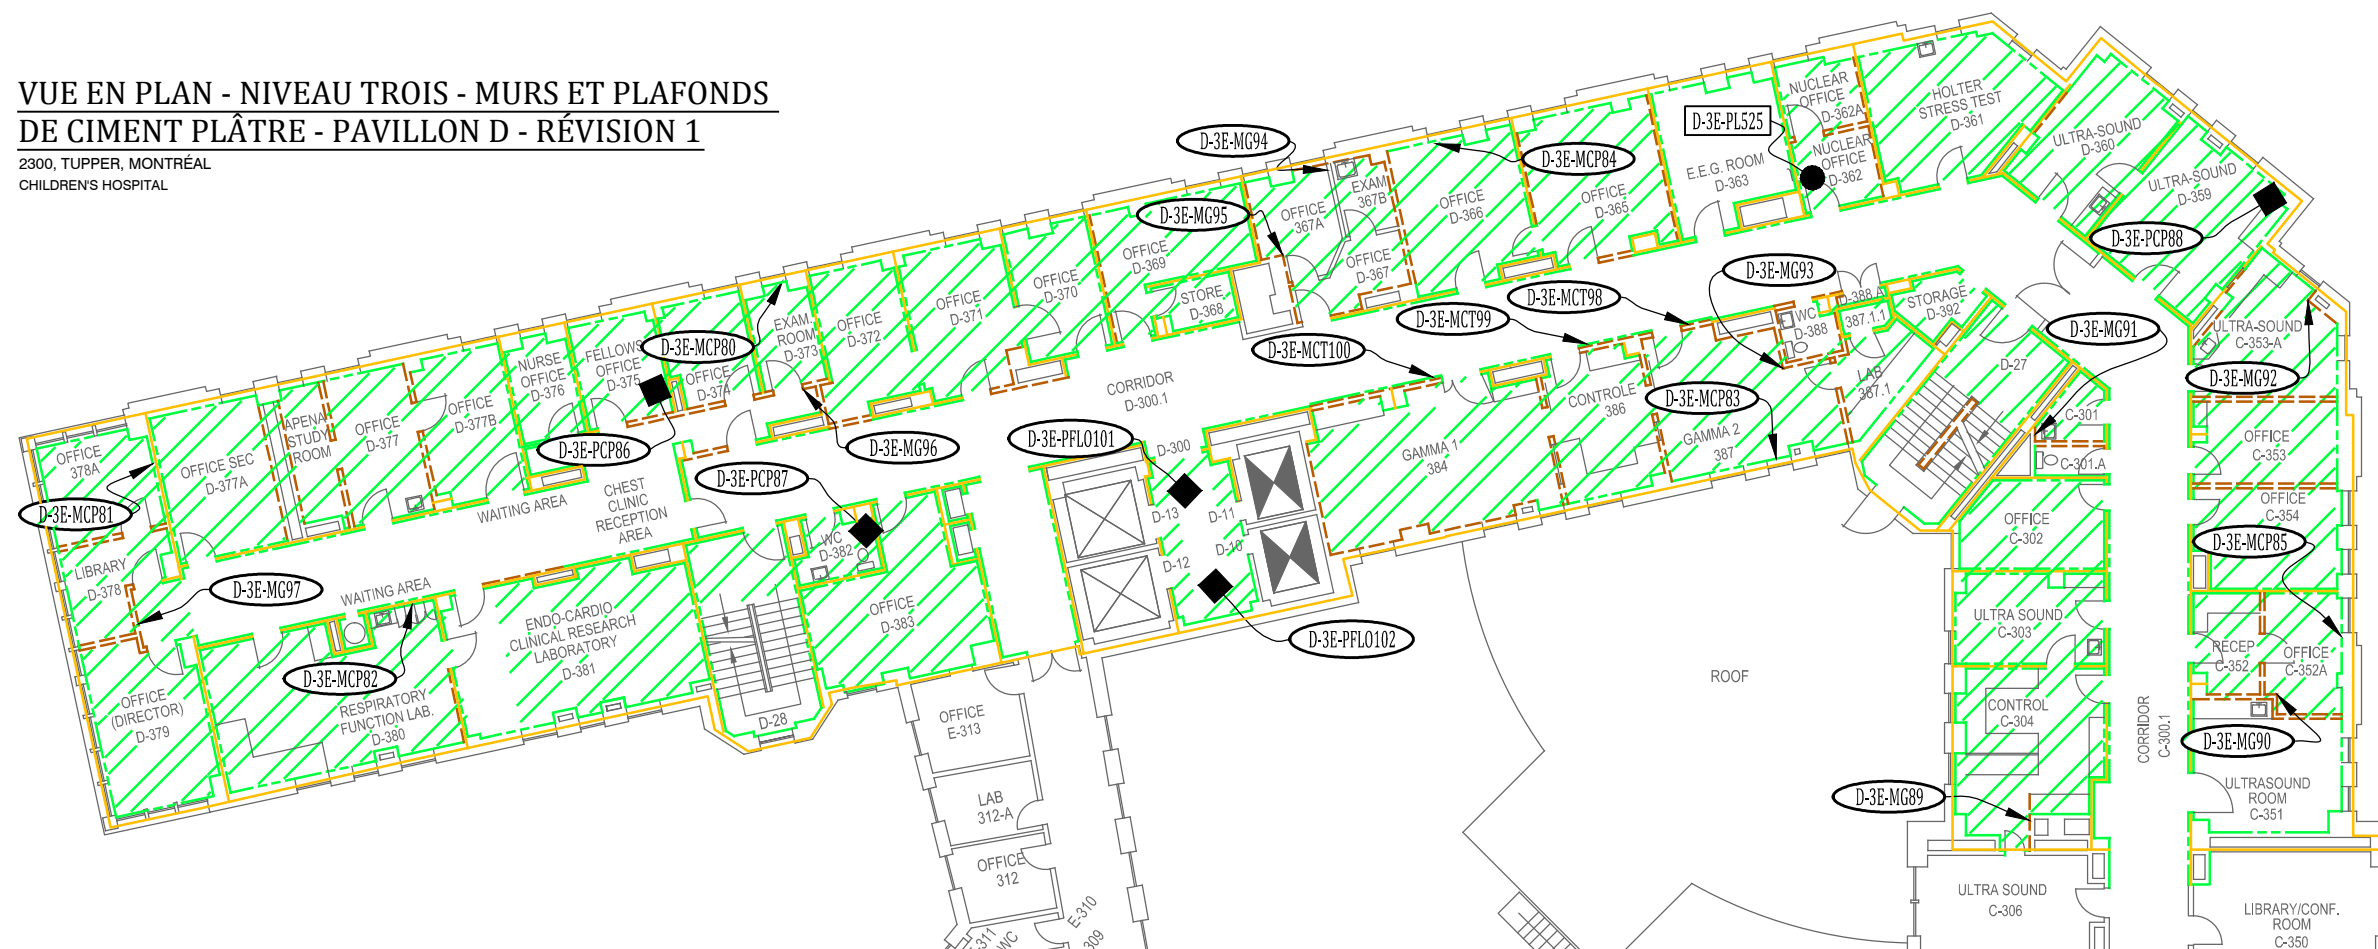 VUE EN PLAN - NIVEAU TROIS - MURS ET PLAFONDS
DE CIMENT PLÂTRE - PAVILLON D - RÉVISION 1
2300, TUPPER, MONTRÉAL
CHILDREN'S HOSPITAL
D-3E-MG94
D-3E-MCP84
D-3E-PL525
D-3E-MG95
D-3E-PCP88
D-3E-MG93
D-3E-MCT98
D-3E-MCT99
D-3E-MCT100
D-3E-MG91
D-3E-MG92
D-3E-MCP80
D-3E-MCP83
D-3E-PFLO101
D-3E-MG96
D-3E-PCP86
D-3E-PCP87
D-3E-MCP81
D-3E-MCP85
D-3E-MG97
D-3E-PFLO102
D-3E-MCP82
D-3E-MG90
D-3E-MG89
OFFICE
378A
OFFICE SEC
D-377A
APENA
STUDY
ROOM
OFFICE
D-377
OFFICE
D-377B
NURSE
OFFICE
D-376
FELLOWS
OFFICE
D-375
OFFICE
D-374
EXAM.
ROOM
D-373
OFFICE
D-372
OFFICE
D-371
OFFICE
D-370
OFFICE
D-369
STORE
D-368
OFFICE
367A
EXAM
367B
OFFICE
D-367
OFFICE
D-366
OFFICE
D-365
E.E.G. ROOM
D-363
NUCLEAR
OFFICE
D-362A
NUCLEAR
OFFICE
D-362
HOLTER
STRESS TEST
D-361
ULTRA-SOUND
D-360
ULTRA-SOUND
D-359
ULTRA-SOUND
C-353-A
WC
D-388
D-388.A
387.1.1
STORAGE
D-392
LAB
387.1
D-27
C-301
C-301.A
CORRIDOR
D-300.1
CONTROLE
386
GAMMA 1
384
GAMMA 2
387
D-300
D-13
D-11
D-10
D-12
WAITING AREA
CHEST
CLINIC
RECEPTION
AREA
WC
D-382
OFFICE
D-383
LIBRARY
D-378
WAITING AREA
ENDO-CARDIO
CLINICAL RESEARCH
LABORATORY
D-381
OFFICE
(DIRECTOR)
D-379
RESPIRATORY
FUNCTION LAB.
D-380
D-28
OFFICE
C-353
OFFICE
C-354
OFFICE
C-302
ULTRA SOUND
C-303
RECEP
C-352
OFFICE
C-352A
CONTROL
C-304
CORRIDOR
C-300.1
ULTRASOUND
ROOM
C-351
ROOF
OFFICE
E-313
LAB
312-A
OFFICE
312
E-311
WC
E-310
309
ULTRA SOUND
C-306
LIBRARY/CONF.
ROOM
C-350